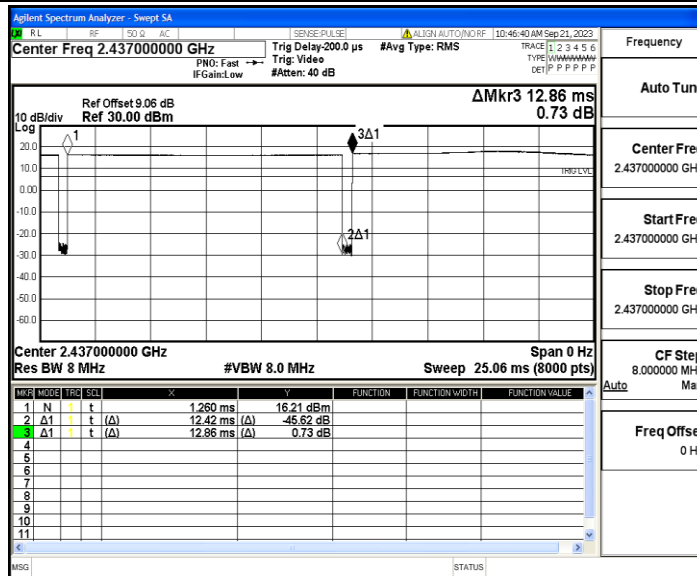 Agilent Spectrum Analyzer - Swept SA
RL RF 50 Ω AC SENSE:PULSE ALIGN AUTO/NO RF 10:46:40 AM Sep 21, 2023
Center Freq 2.437000000 GHz
Trig Delay-200.0 µs #Avg Type: RMS
TRACE 1 2 3 4 5 6
PNO: Fast Trig: Video
TYPE
IFGain:Low #Atten: 40 dB
DET P P P P P P
ΔMkr3 12.86 ms
0.73 dB
Ref Offset 9.06 dB
10 dB/div Ref 30.00 dBm
Log
1
3Δ1
20.0
10.0
TRIG LVL
0.00
-10.0
-20.0
2Δ1
-30.0
-40.0
-50.0
-60.0
Center 2.437000000 GHz Span 0 Hz
Res BW 8 MHz #VBW 8.0 MHz Sweep 25.06 ms (8000 pts)
MKR MODE TRC SCL X Y FUNCTION FUNCTION WIDTH FUNCTION VALUE
1 N 1 t 1.260 ms 16.21 dBm
2 Δ1 1 t (Δ) 12.42 ms (Δ) -45.62 dB
3 Δ1 1 t (Δ) 12.86 ms (Δ) 0.73 dB
4
5
6
7
8
9
10
11
MSG STATUS
Frequency
Auto Tun
Center Fre
2.437000000 GH
Start Fre
2.437000000 GH
Stop Fre
2.437000000 GH
CF Step
8.000000 MH
Auto Ma
Freq Offse
0 H